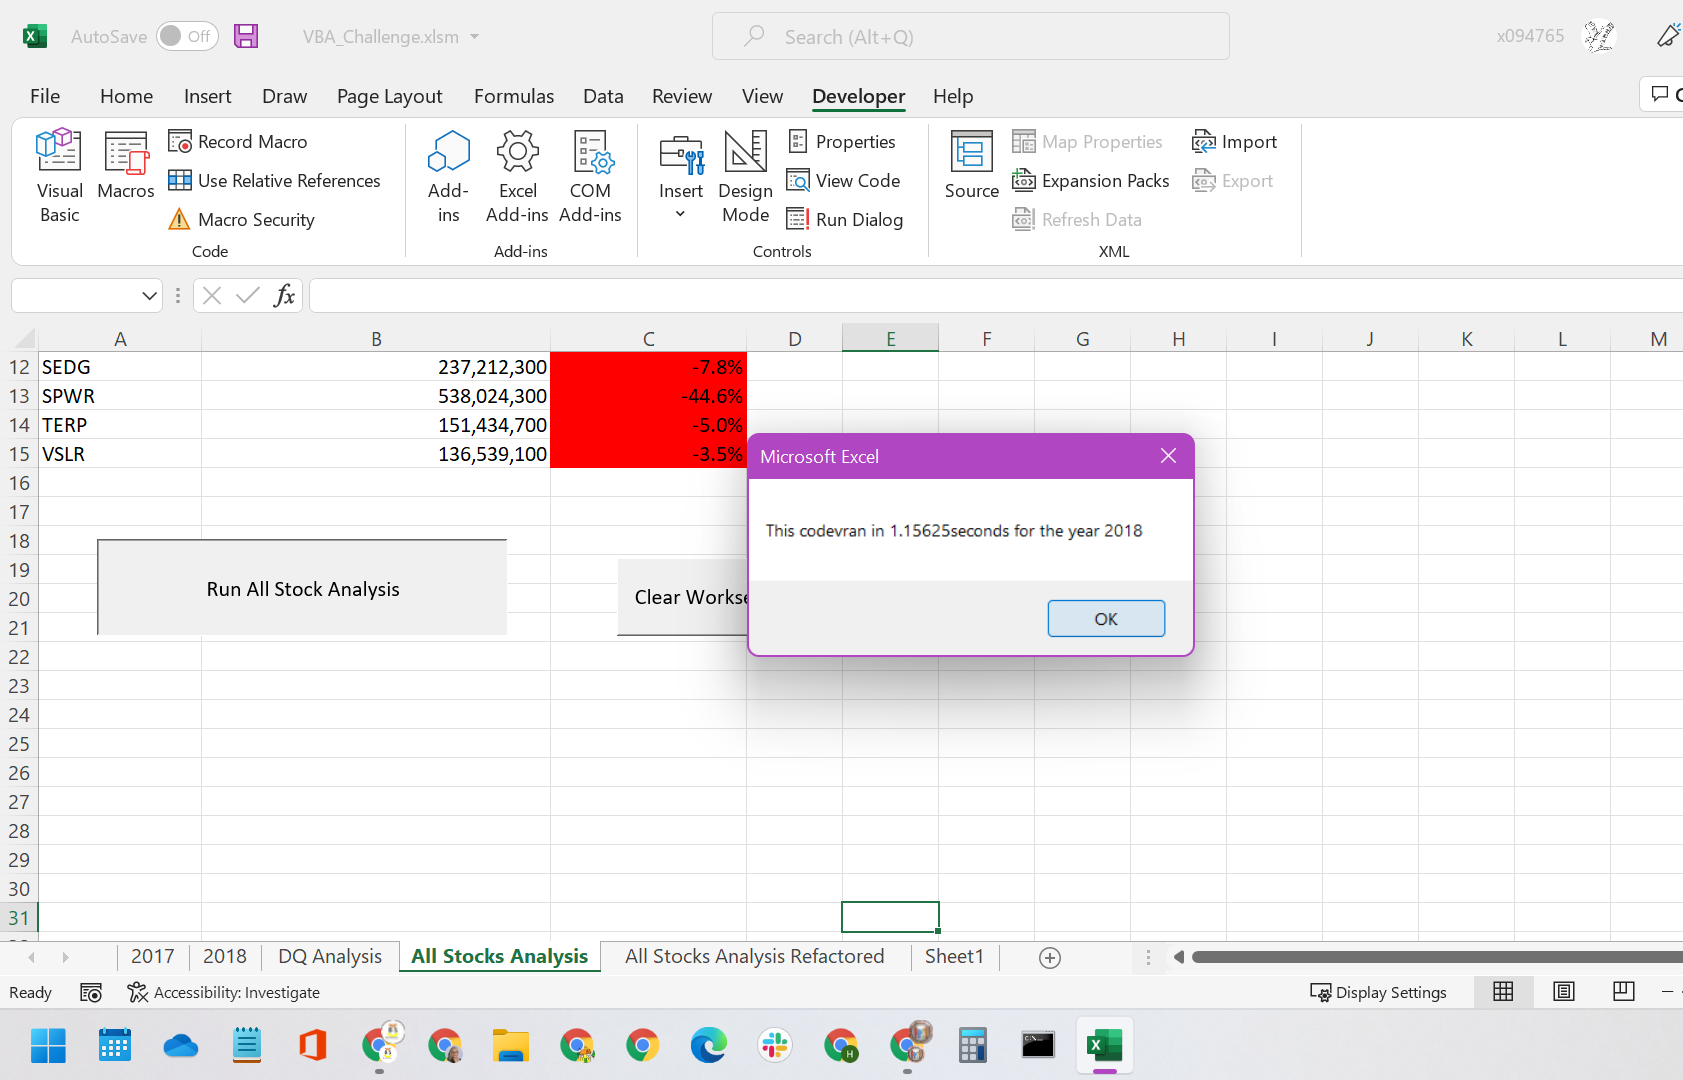 AutoSave Off VBA_Challenge.xlsm Search (Alt+Q) x094765
File Home Insert Draw Page Layout Formulas Data Review View Developer Help
Visual Basic
Macros
Record Macro
Use Relative References
Macro Security
Code
Add-ins
Excel Add-ins
COM Add-ins
Add-ins
Insert
Design Mode
Properties
View Code
Run Dialog
Controls
Source
Map Properties
Expansion Packs
Refresh Data
Import
Export
XML
fx
A B C D E F G H I J K L M
12 SEDG 237,212,300 -7.8%
13 SPWR 538,024,300 -44.6%
14 TERP 151,434,700 -5.0%
15 VSLR 136,539,100 -3.5%
16
17
18
19
20
21
22
23
24
25
26
27
28
29
30
31
Run All Stock Analysis
Clear Workse
Microsoft Excel
This codevran in 1.15625seconds for the year 2018
OK
2017 2018 DQ Analysis All Stocks Analysis All Stocks Analysis Refactored Sheet1
Ready Accessibility: Investigate Display Settings